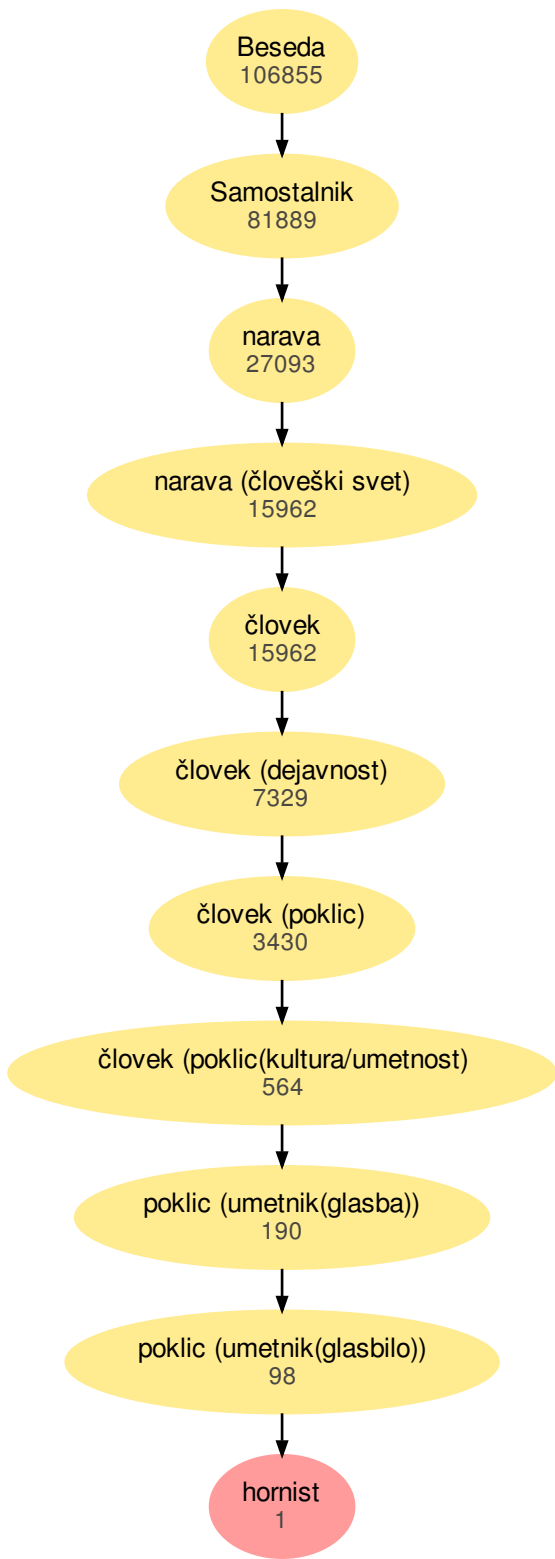 Beseda
106855
Samostalnik
81889
narava
27093
narava (človeški svet)
15962
človek
15962
človek (dejavnost)
7329
človek (poklic)
3430
človek (poklic(kultura/umetnost)
564
poklic (umetnik(glasba))
190
poklic (umetnik(glasbilo))
98
hornist
1